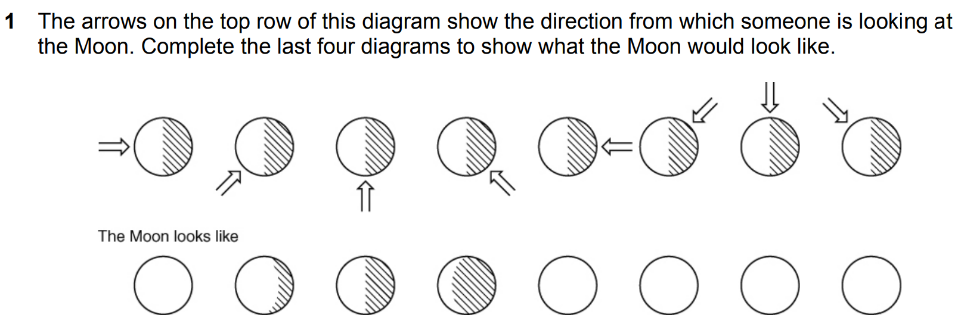 1 The arrows on the top row of this diagram show the direction from which someone is looking at
the Moon. Complete the last four diagrams to show what the Moon would look like.
The Moon looks like